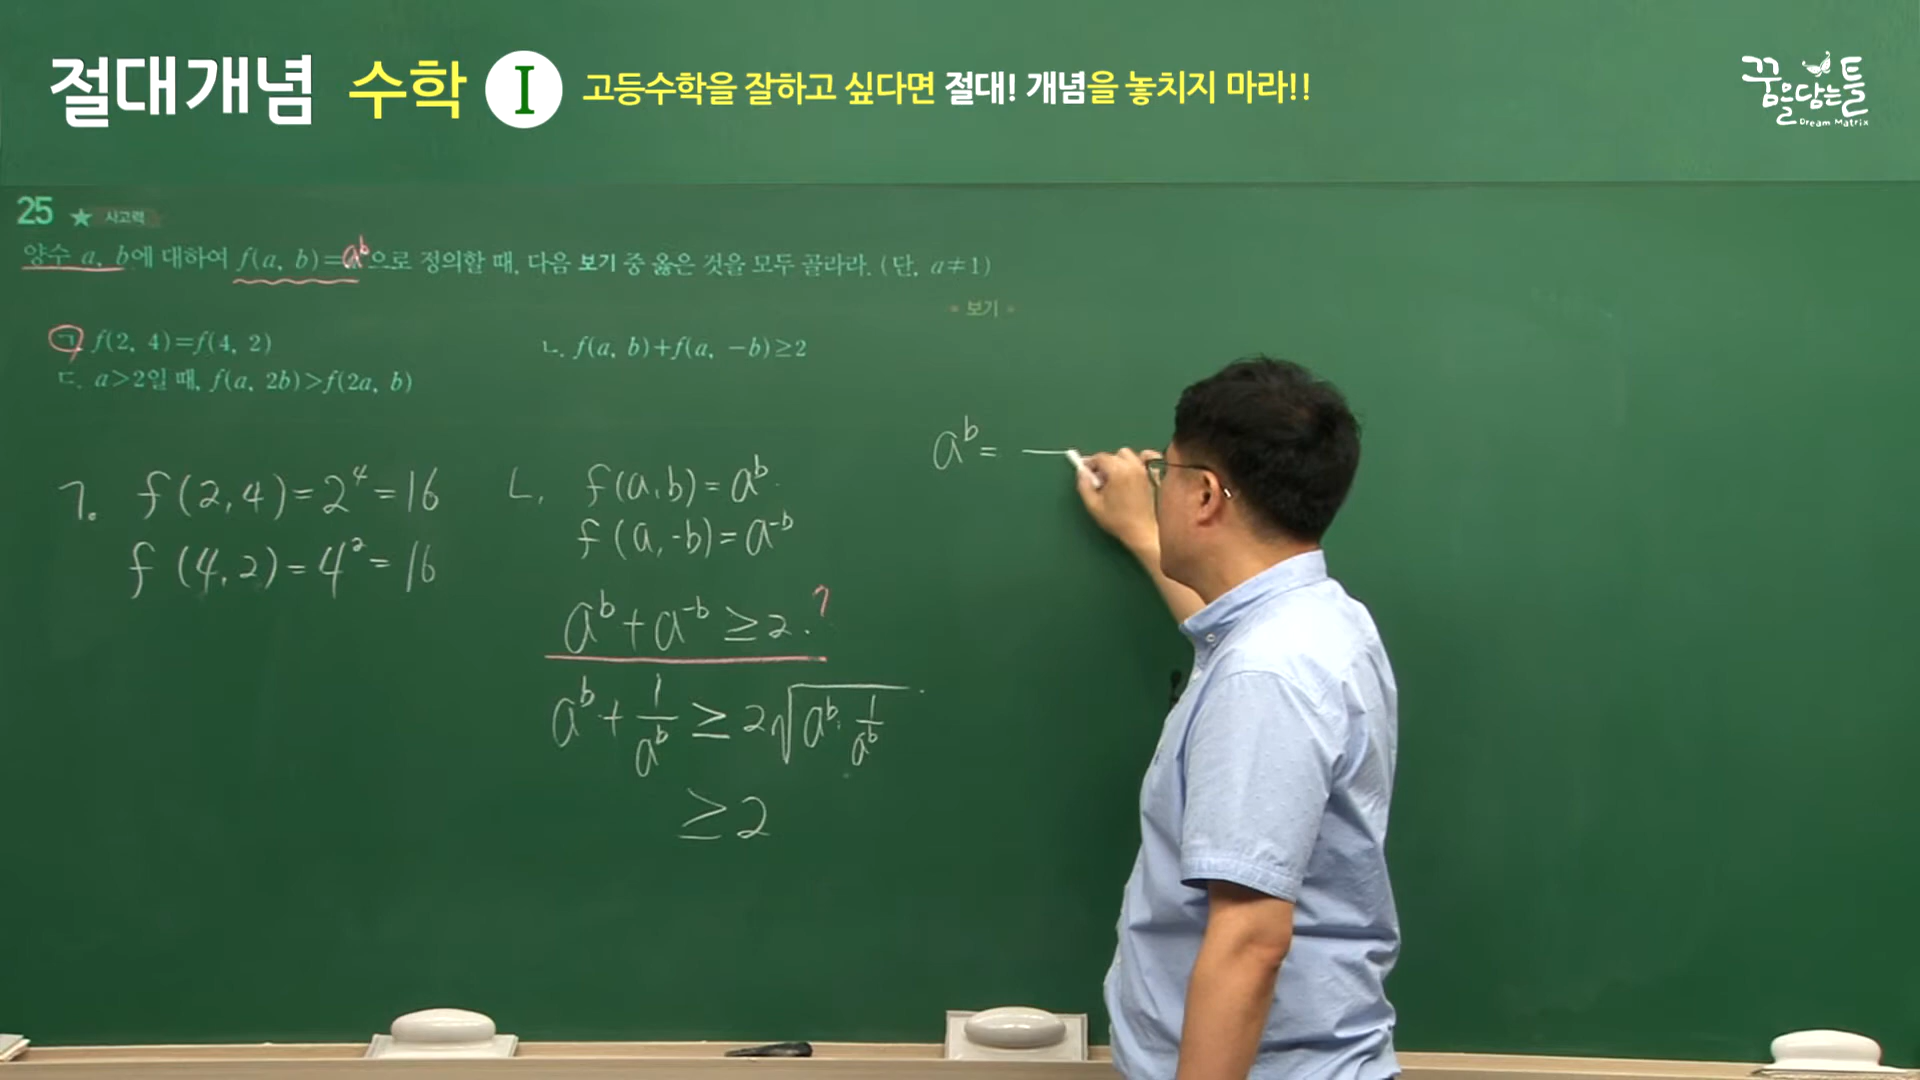 절대개념 수학 I 고등수학을 잘하고 싶다면 절대! 개념을 놓치지 마라!!
꿈을담는틀
Dream Matrix
25 ★ 사고력
양수 a, b에 대하여 f(a, b)=a^b으로 정의할 때, 다음 보기 중 옳은 것을 모두 골라라. (단, a≠1)
보기
ㄱ. f(2, 4)=f(4, 2)
ㄴ. f(a, b)+f(a, -b)≥2
ㄷ. a>2일 때, f(a, 2b)>f(2a, b)
ㄱ. f(2,4)=2^4=16
f(4,2)=4^2=16
ㄴ. f(a,b)=a^b
f(a,-b)=a^-b
a^b+a^-b≥2.?
a^b+1/a^b≥2√(a^b·1/a^b)
≥2
a^b=